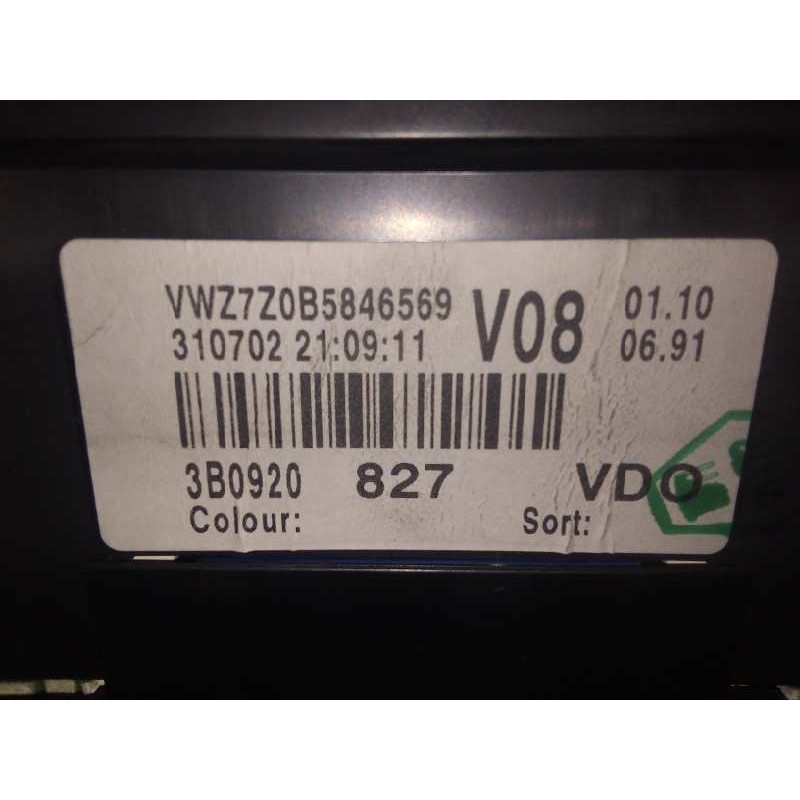 VWZ7Z0B5846569 V08 01.10
310702 21:09:11 06.91
3B0920 827 VDO
Colour: Sort: